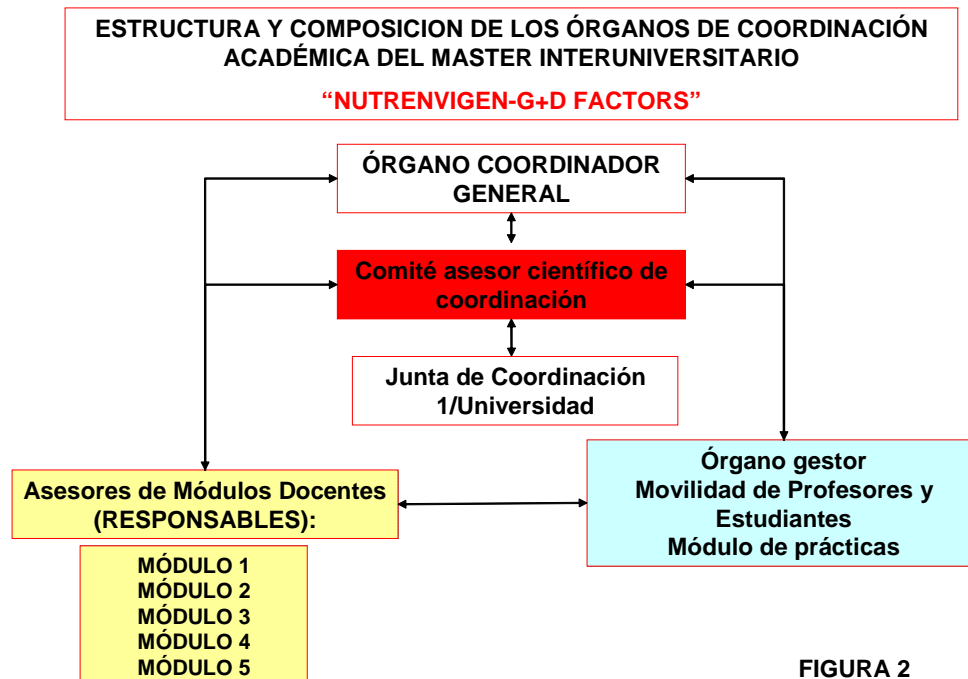 ESTRUCTURA Y COMPOSICION DE LOS ÓRGANOS DE COORDINACIÓN
ACADÉMICA DEL MASTER INTERUNIVERSITARIO
“NUTRENVIGEN-G+D FACTORS”
ÓRGANO COORDINADOR
GENERAL
Comité asesor científico de
coordinación
Junta de Coordinación
1/Universidad
Asesores de Módulos Docentes
(RESPONSABLES):
MÓDULO 1
MÓDULO 2
MÓDULO 3
MÓDULO 4
MÓDULO 5
Órgano gestor
Movilidad de Profesores y
Estudiantes
Módulo de prácticas
FIGURA 2